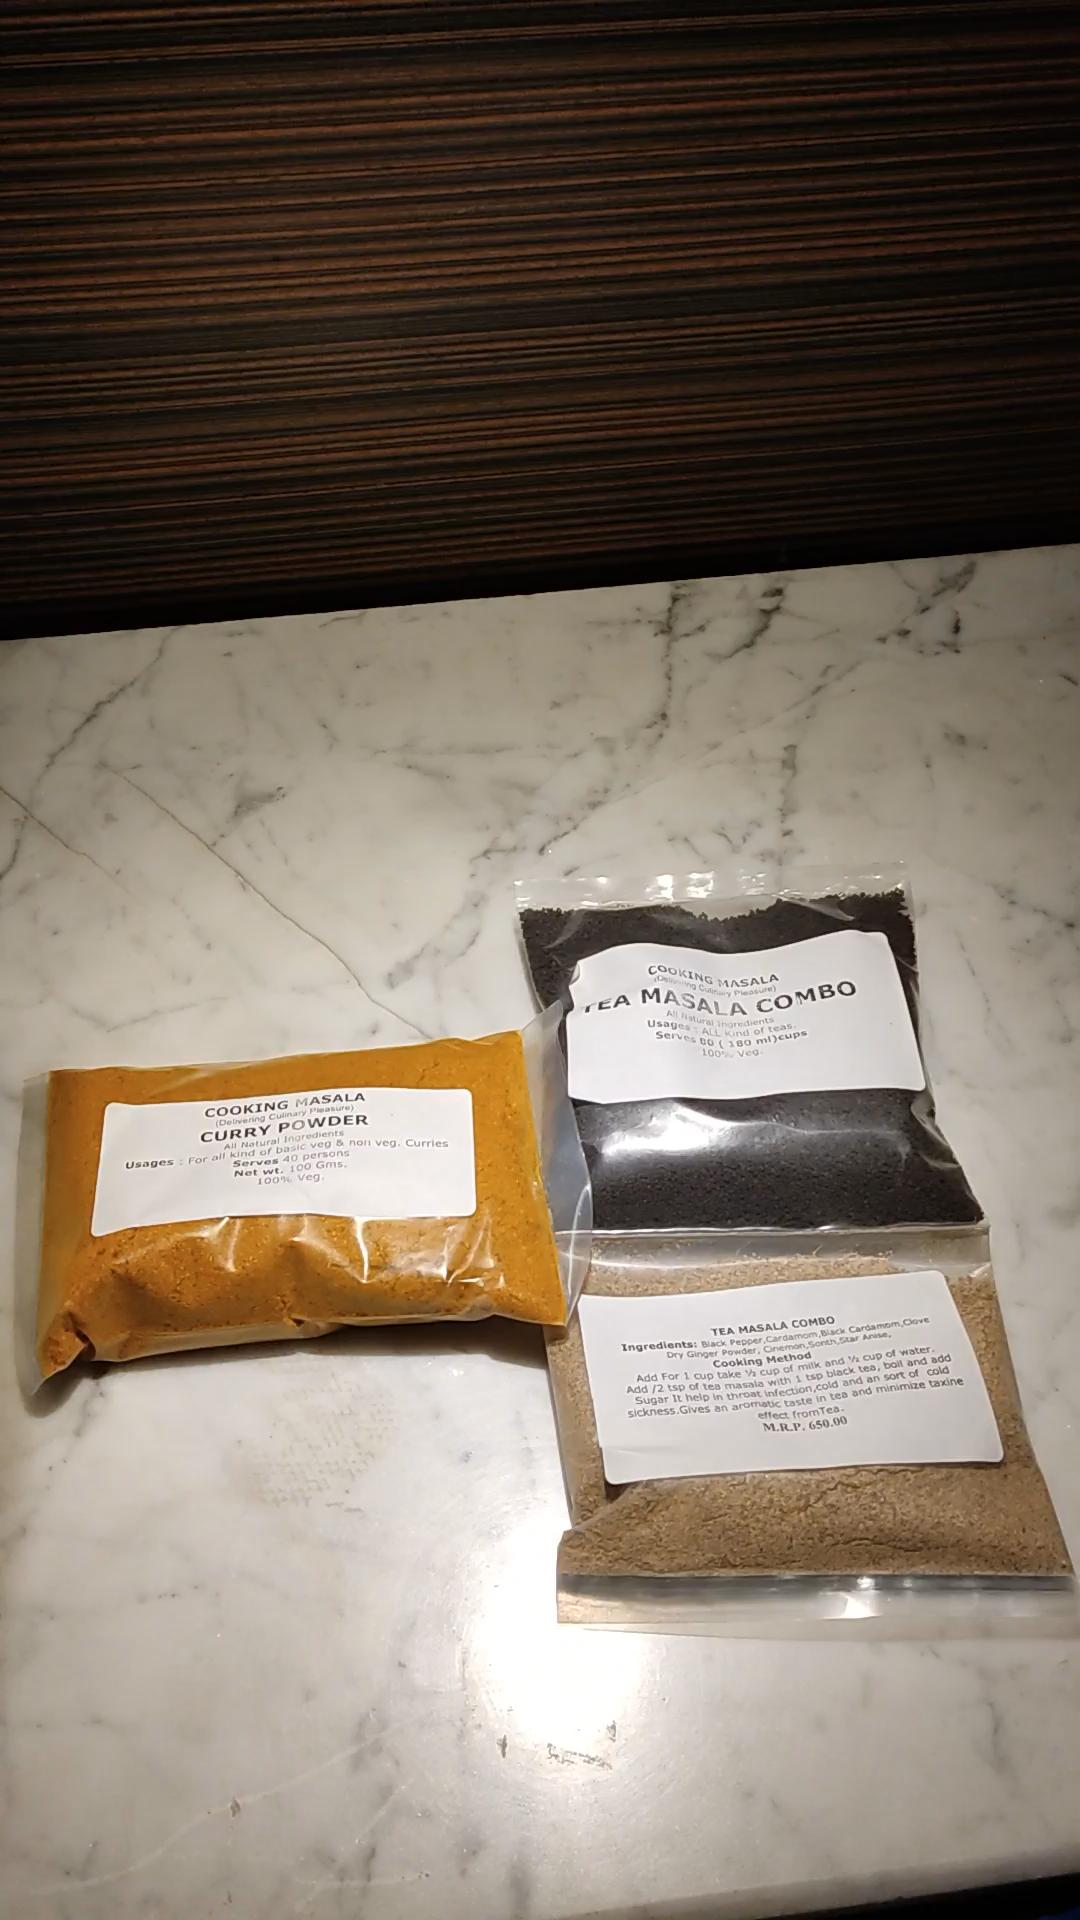 COOKING MASALA
(Delivering Culinary Pleasure)
TEA MASALA COMBO
All Natural Ingredients
Usages : ALL Kind of teas.
Serves 80 ( 180 ml)cups
100% Veg.
COOKING MASALA
(Delivering Culinary Pleasure)
CURRY POWDER
All Natural Ingredients
Usages : For all kind of basic veg & non veg. Curries
Serves 40 persons
Net wt. 100 Gms.
100% Veg.
TEA MASALA COMBO
Ingredients: Black Pepper,Cardamom,Black Cardamom,Clove
Dry Ginger Powder, Cinemon,Sonth,Star Anise,
Cooking Method
Add For 1 cup take ½ cup of milk and ½ cup of water.
Add /2 tsp of tea masala with 1 tsp black tea, boil and add
Sugar It help in throat infection,cold and an sort of cold
sickness.Gives an aromatic taste in tea and minimize taxine
effect fromTea.
M.R.P. 650.00